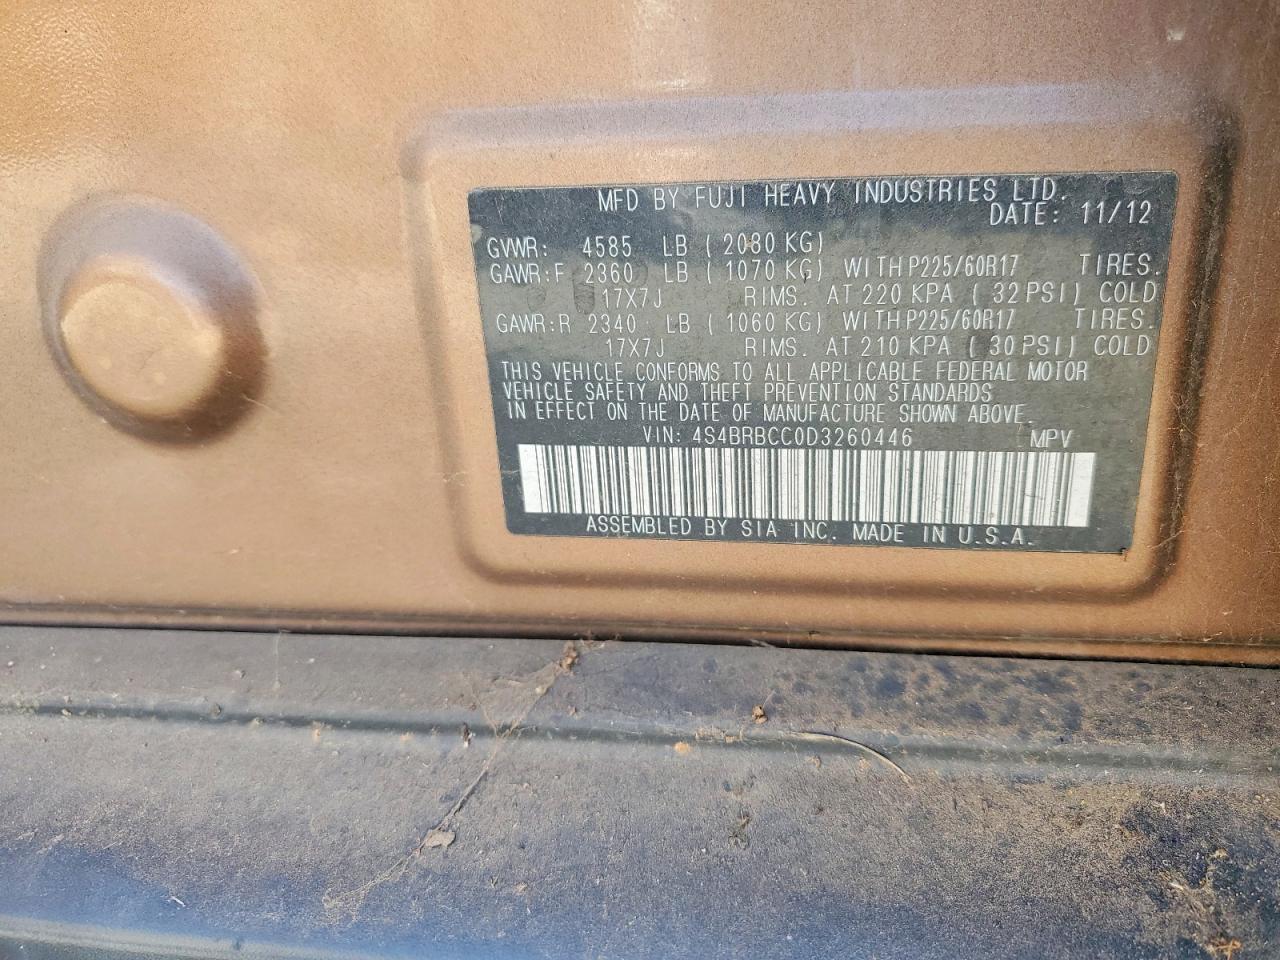 MFD BY FUJI HEAVY INDUSTRIES LTD.
DATE: 11/12
GVWR: 4585 LB (2080 KG)
GAWR:F 2360 LB (1070 KG) WITH P225/60R17 TIRES.
17X7J RIMS. AT 220 KPA (32 PSI) COLD
GAWR:R 2340 LB (1060 KG) WITH P225/60R17 TIRES.
17X7J RIMS. AT 210 KPA (30 PSI) COLD
THIS VEHICLE CONFORMS TO ALL APPLICABLE FEDERAL MOTOR
VEHICLE SAFETY AND THEFT PREVENTION STANDARDS
IN EFFECT ON THE DATE OF MANUFACTURE SHOWN ABOVE.
VIN: 4S4BRBCC0D3260446 MPV
ASSEMBLED BY SIA INC. MADE IN U.S.A.